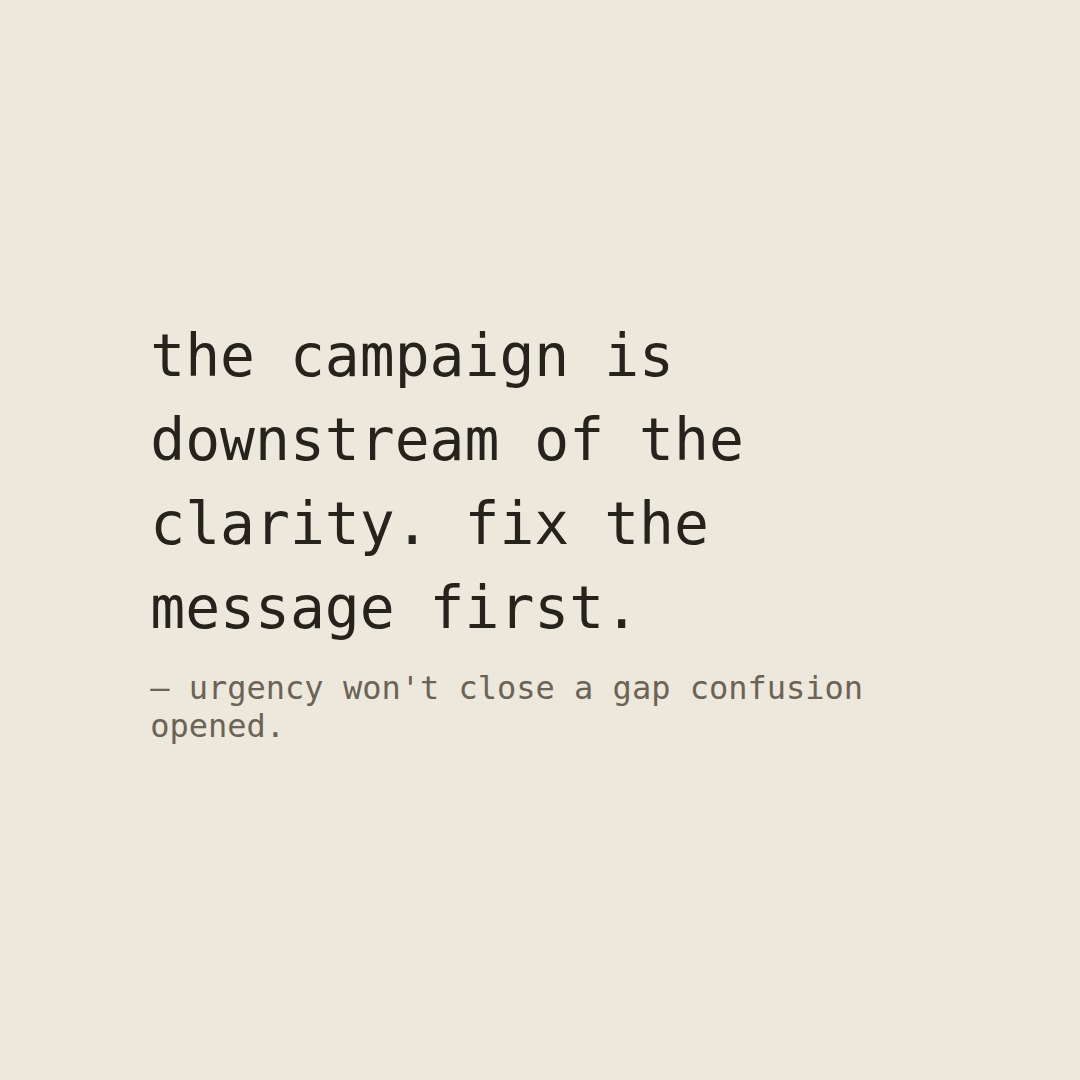 the campaign is
downstream of the
clarity. fix the
message first.
— urgency won't close a gap confusion
opened.